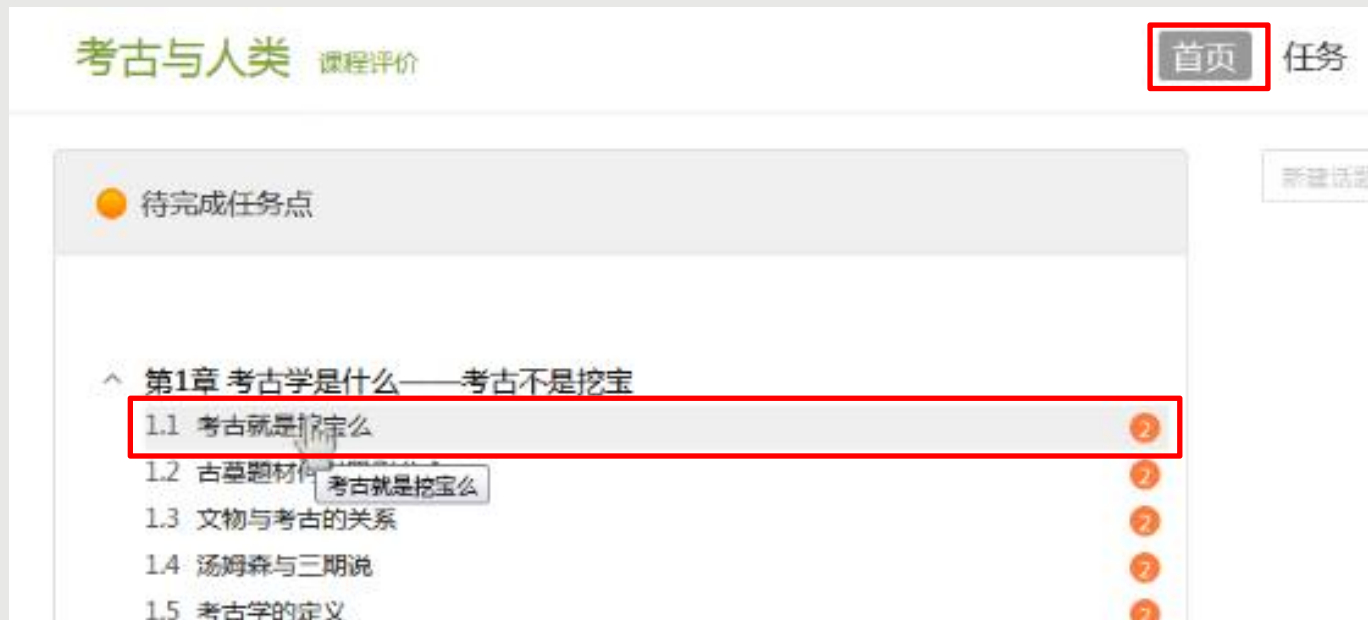 考古与人类 课程评价
首页 任务
待完成任务点
新建话题
第1章 考古学是什么——考古不是挖宝
1.1 考古就是挖宝么 2
1.2 古墓题材 2
考古就是挖宝么
1.3 文物与考古的关系 2
1.4 汤姆森与三期说 2
1.5 考古学的定义 2